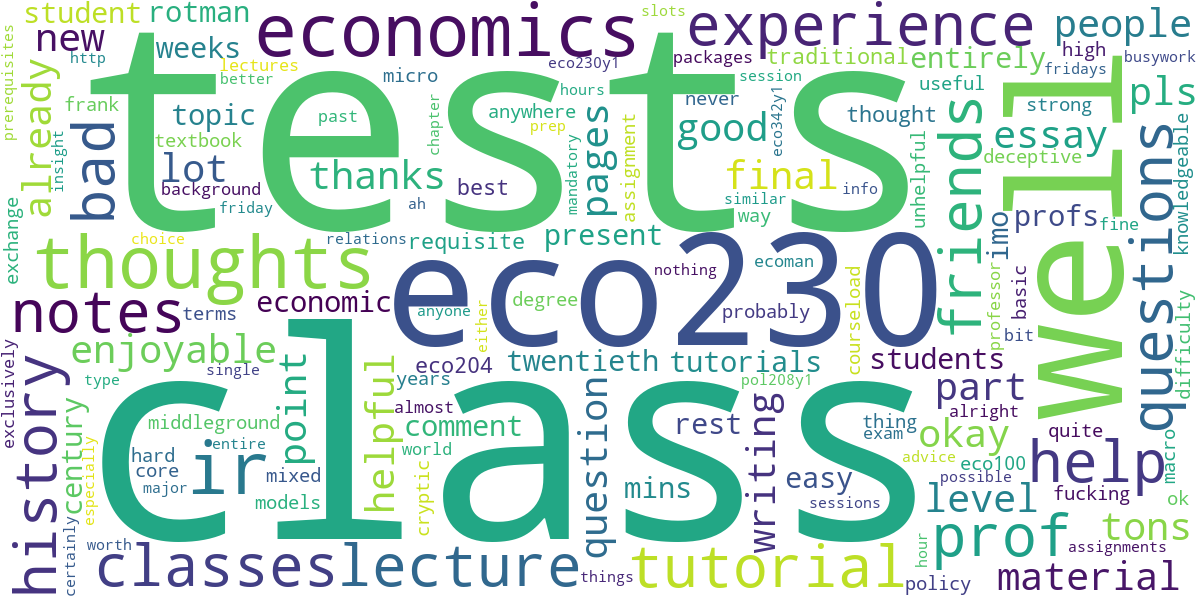 student rotman slots
prerequisites new economics experience people
http weeks lectures eco230y1 packages traditional entirely high fridays busywork
already frank better micro hours session useful pls
tests
topic past anywhere never eco342y1 thought strong
bad textbook chapter prep good friends essay well
insight lot thanks best pages assignment final info unhelpful deceptive
background friday ah mandatory similar way imo profs fine questions knowledgeable
exchange choice relations requisite present
thoughts eco230 nothing ecoman professor basic
notes terms economic anyone degree probably courseload bit difficulty
exclusively enjoyable point eco204 either twentieth tutorials students
history century single helpful years question pol208y1 part
class
middleground almost comment writing rest thing alright
hard entire world exam okay quite macro
especially core cir mixed cryptic mins easy advice eco100 help
major models sessions level possible fucking ok
certainly worth classes lecture tutorial prof hour tons
things policy assignments material
type